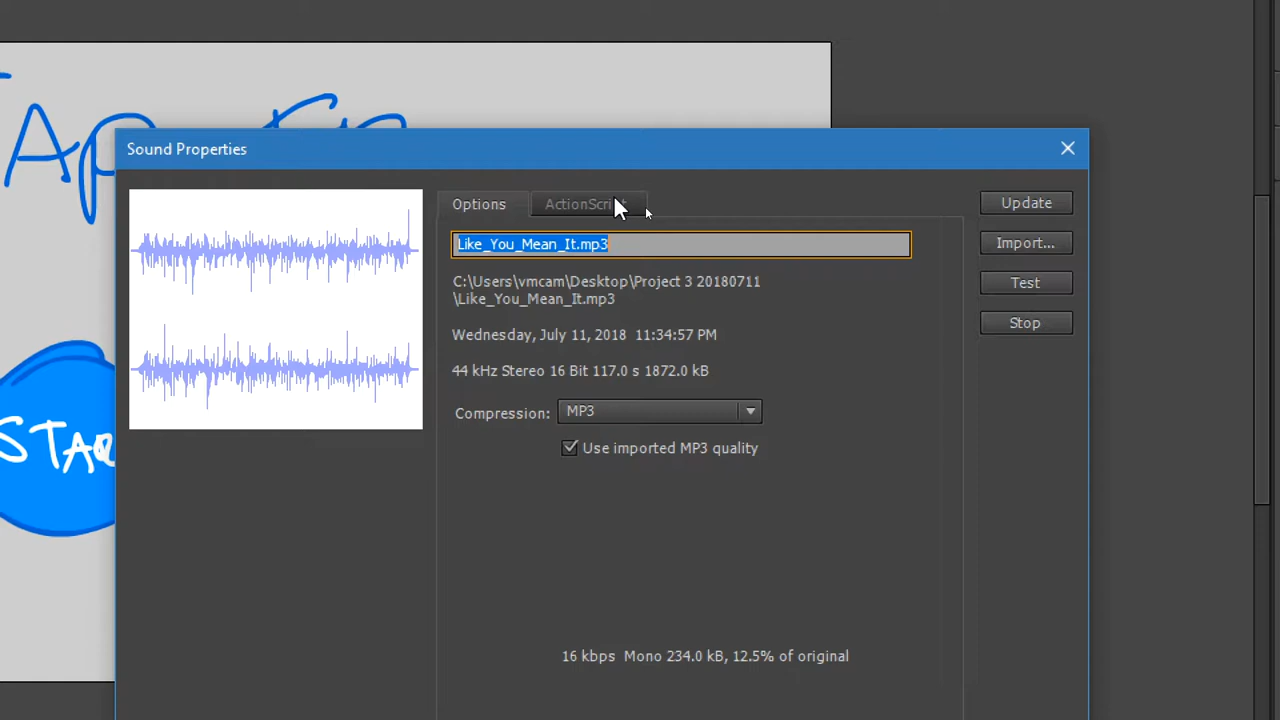 Sound Properties
Options
ActionScript
Like_You_Mean_It.mp3
C:\Users\vmcam\Desktop\Project 3 20180711
\Like_You_Mean_It.mp3
Wednesday, July 11, 2018 11:34:57 PM
44 kHz Stereo 16 Bit 117.0 s 1872.0 kB
Compression: MP3
Use imported MP3 quality
16 kbps Mono 234.0 kB, 12.5% of original
Update
Import...
Test
Stop